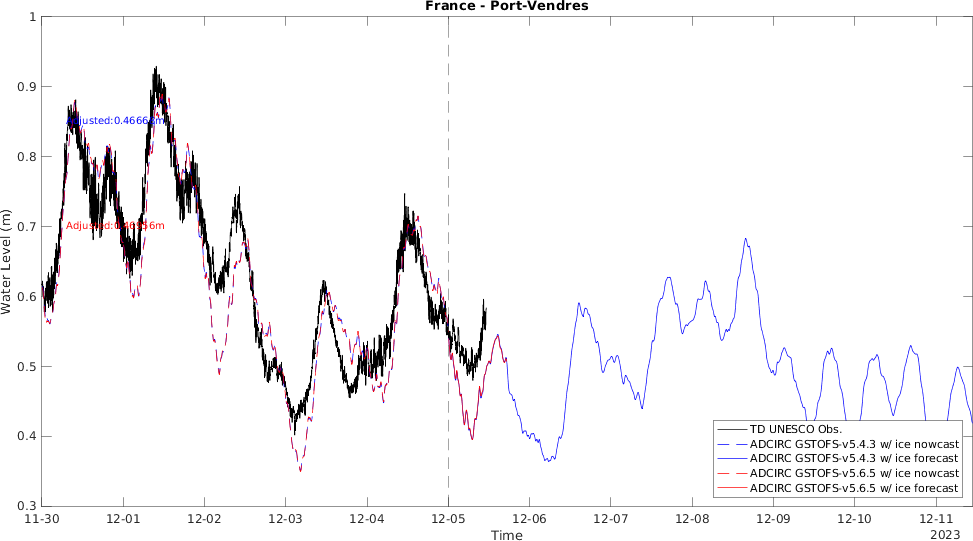 France - Port-Vendres
1
0.9
0.8
0.7
0.6
0.5
0.4
0.3
Water Level (m)
Adjusted:
Adjusted:
TD UNESCO Obs.
ADCIRC GSTOFS-v5.4.3 w/ ice nowcast
ADCIRC GSTOFS-v5.4.3 w/ ice forecast
ADCIRC GSTOFS-v5.6.5 w/ ice nowcast
ADCIRC GSTOFS-v5.6.5 w/ ice forecast
11-30 12-01 12-02 12-03 12-04 12-05 12-06 12-07 12-08 12-09 12-10 12-11
Time
2023